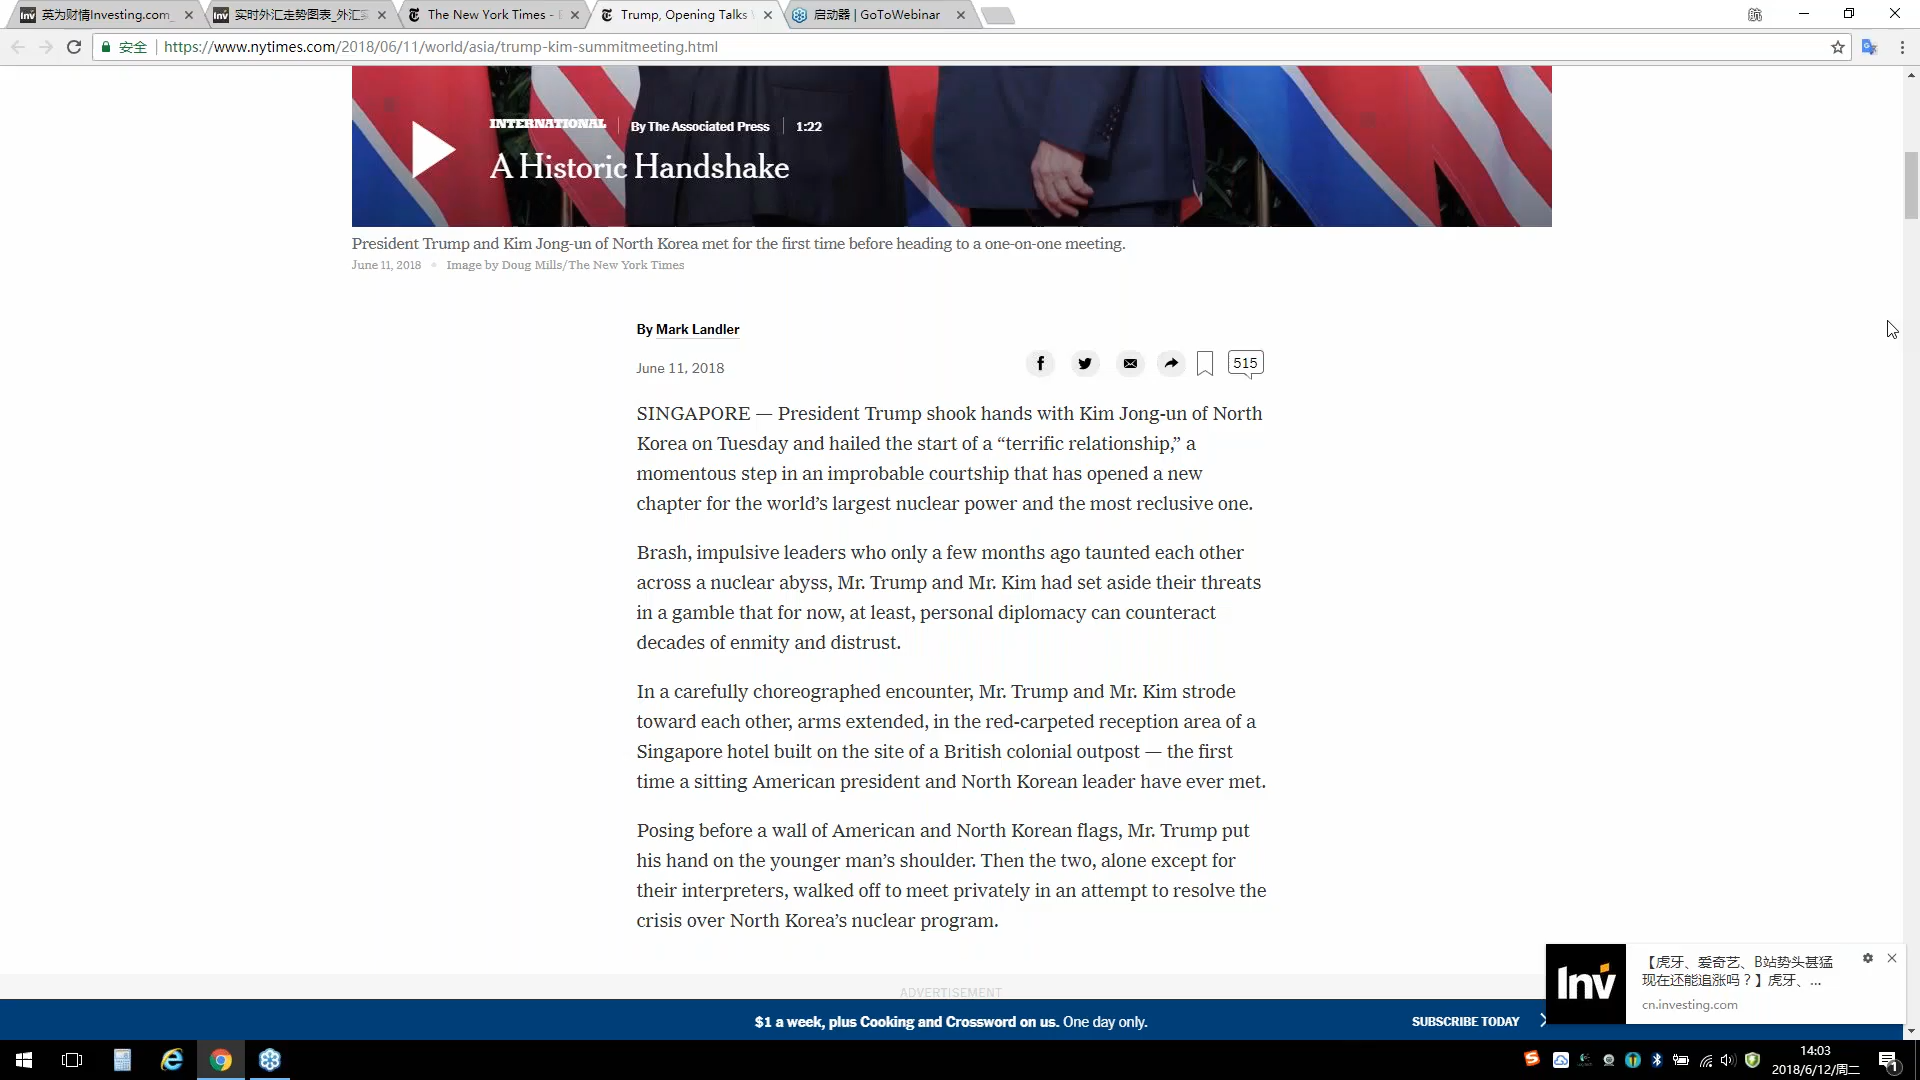 英为财情Investing.com_
实时外汇走势图表_外汇实
The New York Times -
Trump, Opening Talks
启动器 | GoToWebinar
航
安全
https://www.nytimes.com/2018/06/11/world/asia/trump-kim-summitmeeting.html
INTERNATIONAL
By The Associated Press
1:22
A Historic Handshake
President Trump and Kim Jong-un of North Korea met for the first time before heading to a one-on-one meeting.
June 11, 2018
Image by Doug Mills/The New York Times
By Mark Landler
June 11, 2018
515
SINGAPORE — President Trump shook hands with Kim Jong-un of North
Korea on Tuesday and hailed the start of a “terrific relationship,” a
momentous step in an improbable courtship that has opened a new
chapter for the world’s largest nuclear power and the most reclusive one.
Brash, impulsive leaders who only a few months ago taunted each other
across a nuclear abyss, Mr. Trump and Mr. Kim had set aside their threats
in a gamble that for now, at least, personal diplomacy can counteract
decades of enmity and distrust.
In a carefully choreographed encounter, Mr. Trump and Mr. Kim strode
toward each other, arms extended, in the red-carpeted reception area of a
Singapore hotel built on the site of a British colonial outpost — the first
time a sitting American president and North Korean leader have ever met.
Posing before a wall of American and North Korean flags, Mr. Trump put
his hand on the younger man’s shoulder. Then the two, alone except for
their interpreters, walked off to meet privately in an attempt to resolve the
crisis over North Korea’s nuclear program.
ADVERTISEMENT
$1 a week, plus Cooking and Crossword on us. One day only.
SUBSCRIBE TODAY
Inv
【虎牙、爱奇艺、B站势头甚猛
现在还能追涨吗？】虎牙、...
cn.investing.com
14:03
2018/6/12/周二
1